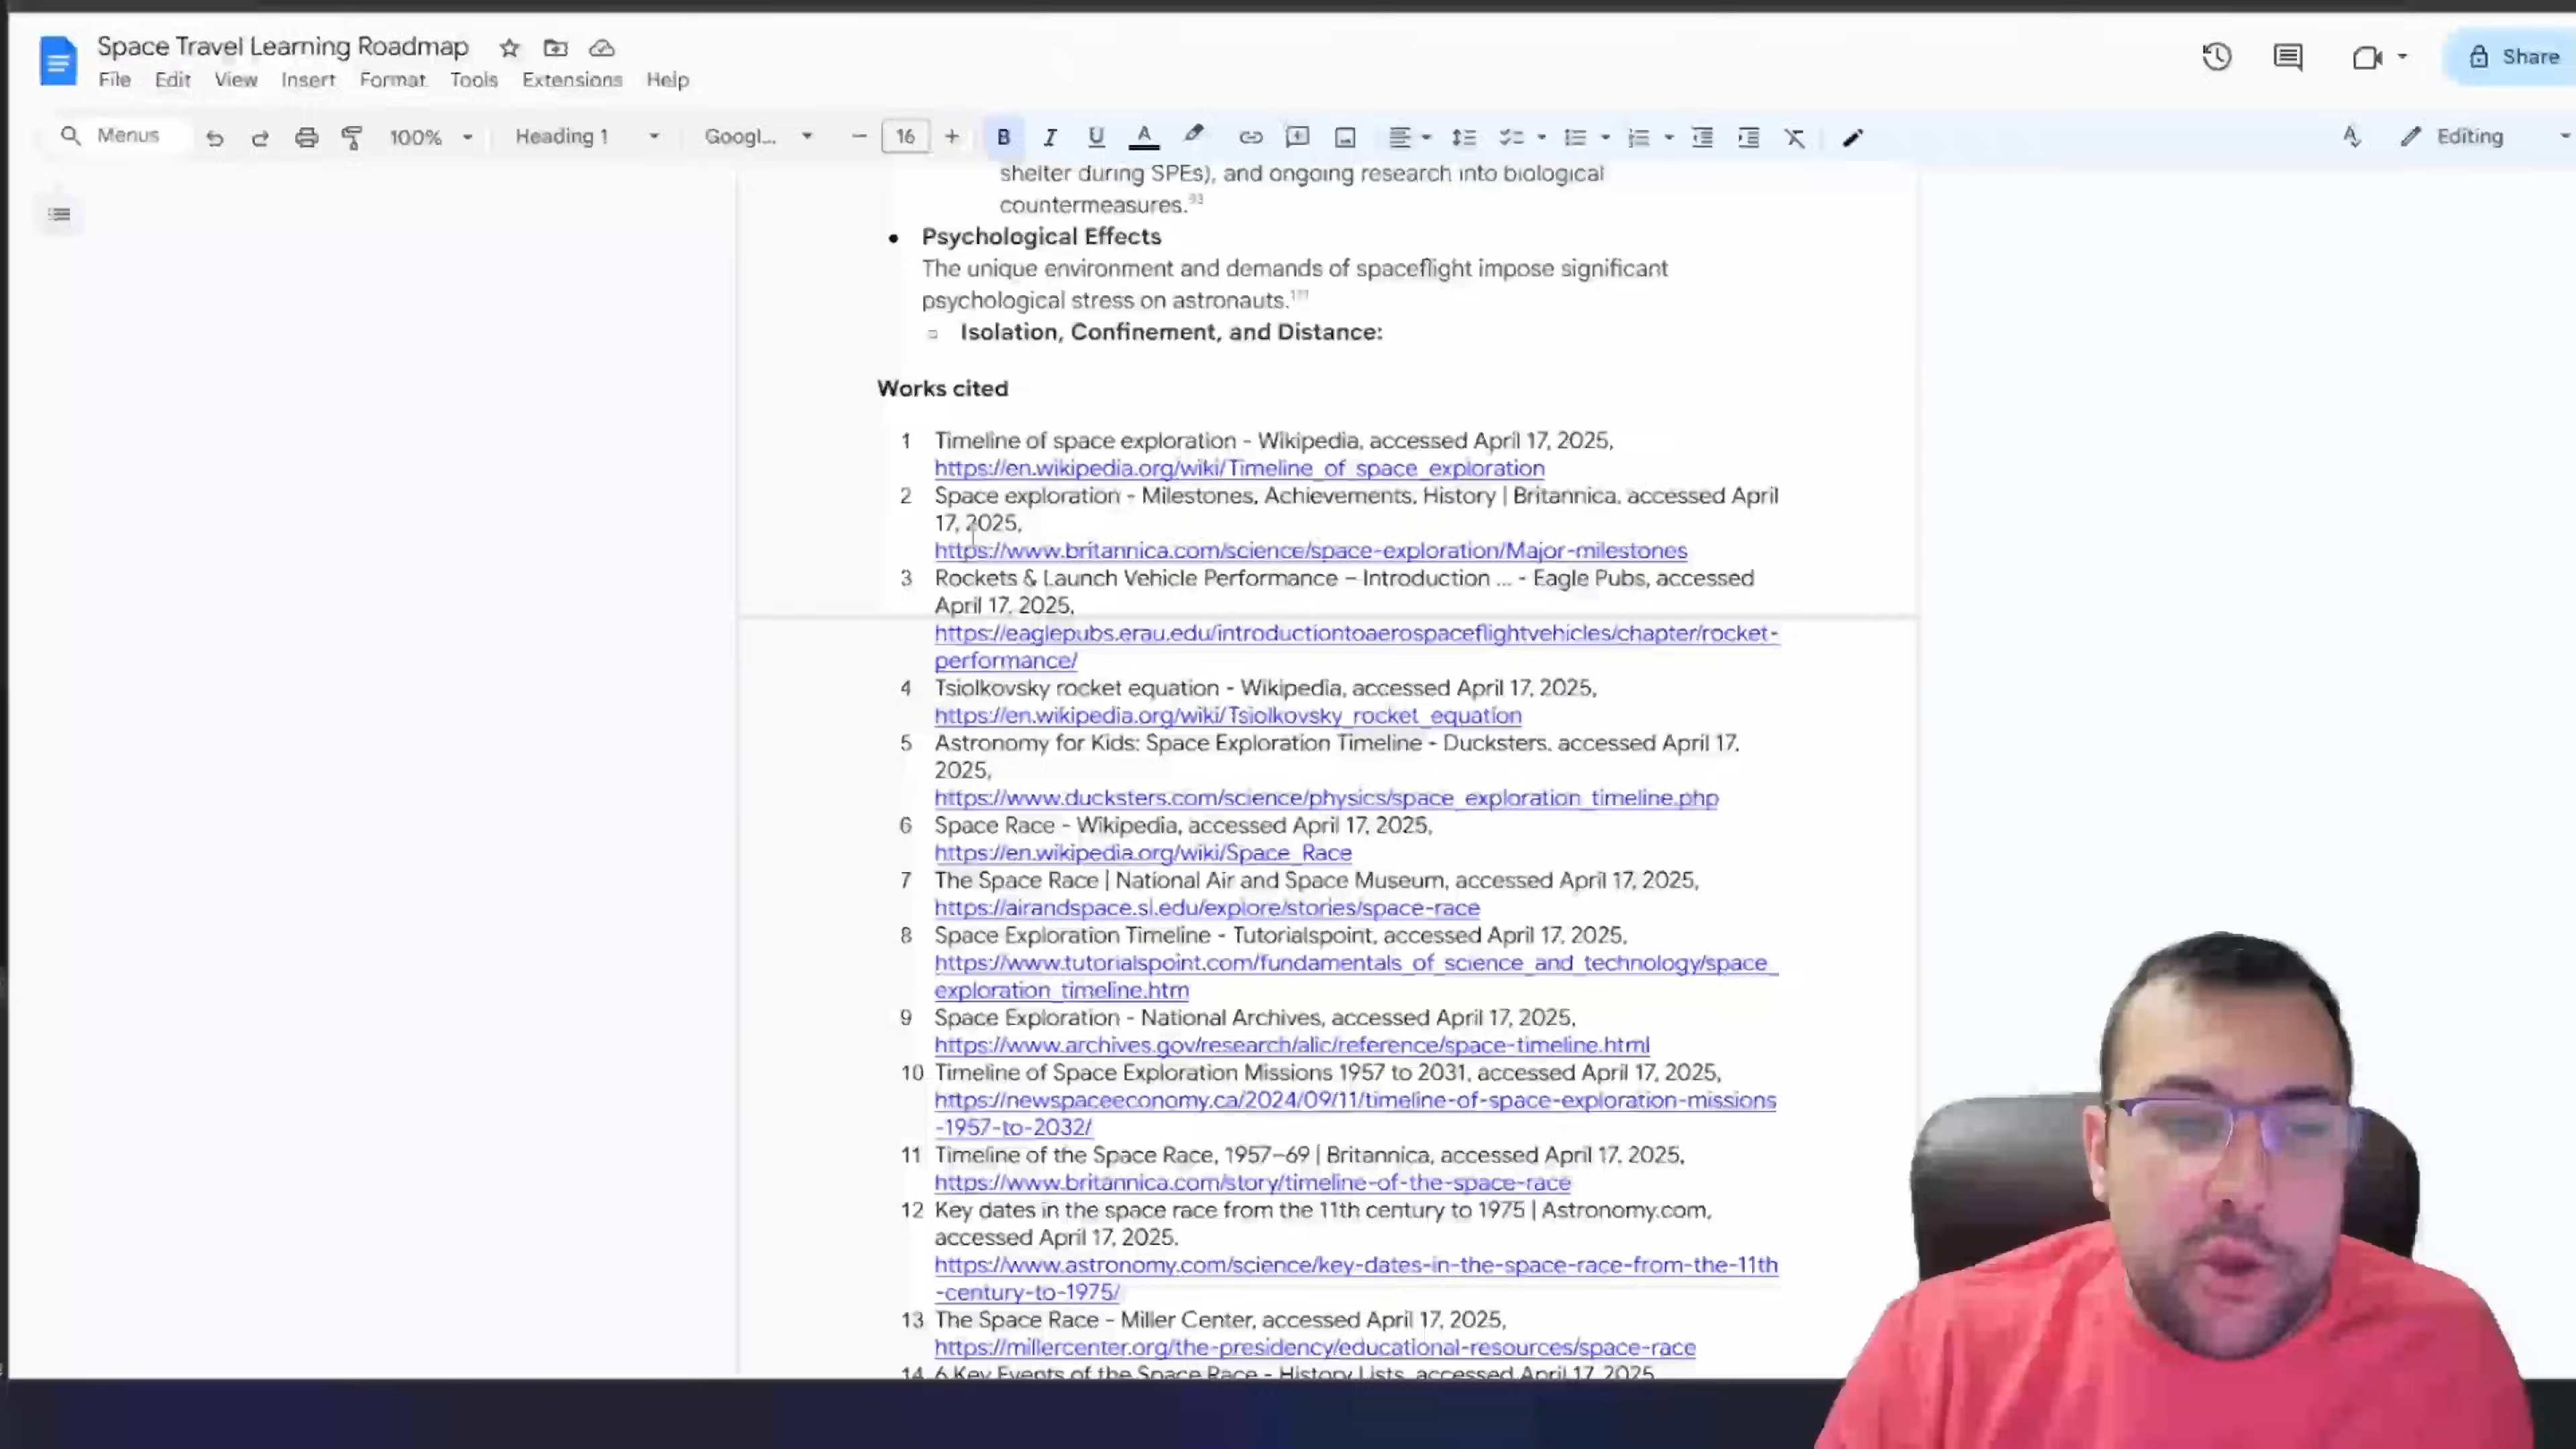 Space Travel Learning Roadmap
File Edit View Insert Format Tools Extensions Help
Share
Menus 100% Heading 1 Googl... 16 B I U A Editing
shelter during SPEs), and ongoing research into biological
countermeasures.93
Psychological Effects
The unique environment and demands of spaceflight impose significant
psychological stress on astronauts.
Isolation, Confinement, and Distance:
Works cited
1 Timeline of space exploration - Wikipedia, accessed April 17, 2025,
https://en.wikipedia.org/wiki/Timeline_of_space_exploration
2 Space exploration - Milestones, Achievements, History | Britannica, accessed April
17, 2025,
https://www.britannica.com/science/space-exploration/Major-milestones
3 Rockets & Launch Vehicle Performance – Introduction ... - Eagle Pubs, accessed
April 17, 2025,
https://eaglepubs.erau.edu/introductiontoaerospaceflightvehicles/chapter/rocket-
performance/
4 Tsiolkovsky rocket equation - Wikipedia, accessed April 17, 2025,
https://en.wikipedia.org/wiki/Tsiolkovsky_rocket_equation
5 Astronomy for Kids: Space Exploration Timeline - Ducksters, accessed April 17,
2025,
https://www.ducksters.com/science/physics/space_exploration_timeline.php
6 Space Race - Wikipedia, accessed April 17, 2025,
https://en.wikipedia.org/wiki/Space_Race
7 The Space Race | National Air and Space Museum, accessed April 17, 2025,
https://airandspace.si.edu/explore/stories/space-race
8 Space Exploration Timeline - Tutorialspoint, accessed April 17, 2025,
https://www.tutorialspoint.com/fundamentals_of_science_and_technology/space_
exploration_timeline.htm
9 Space Exploration - National Archives, accessed April 17, 2025,
https://www.archives.gov/research/alic/reference/space-timeline.html
10 Timeline of Space Exploration Missions 1957 to 2031, accessed April 17, 2025,
https://newspaceeconomy.ca/2024/09/11/timeline-of-space-exploration-missions
-1957-to-2032/
11 Timeline of the Space Race, 1957–69 | Britannica, accessed April 17, 2025,
https://www.britannica.com/story/timeline-of-the-space-race
12 Key dates in the space race from the 11th century to 1975 | Astronomy.com,
accessed April 17, 2025,
https://www.astronomy.com/science/key-dates-in-the-space-race-from-the-11th
-century-to-1975/
13 The Space Race - Miller Center, accessed April 17, 2025,
https://millercenter.org/the-presidency/educational-resources/space-race
14 6 Key Events of the Space Race - History Lists, accessed April 17, 2025